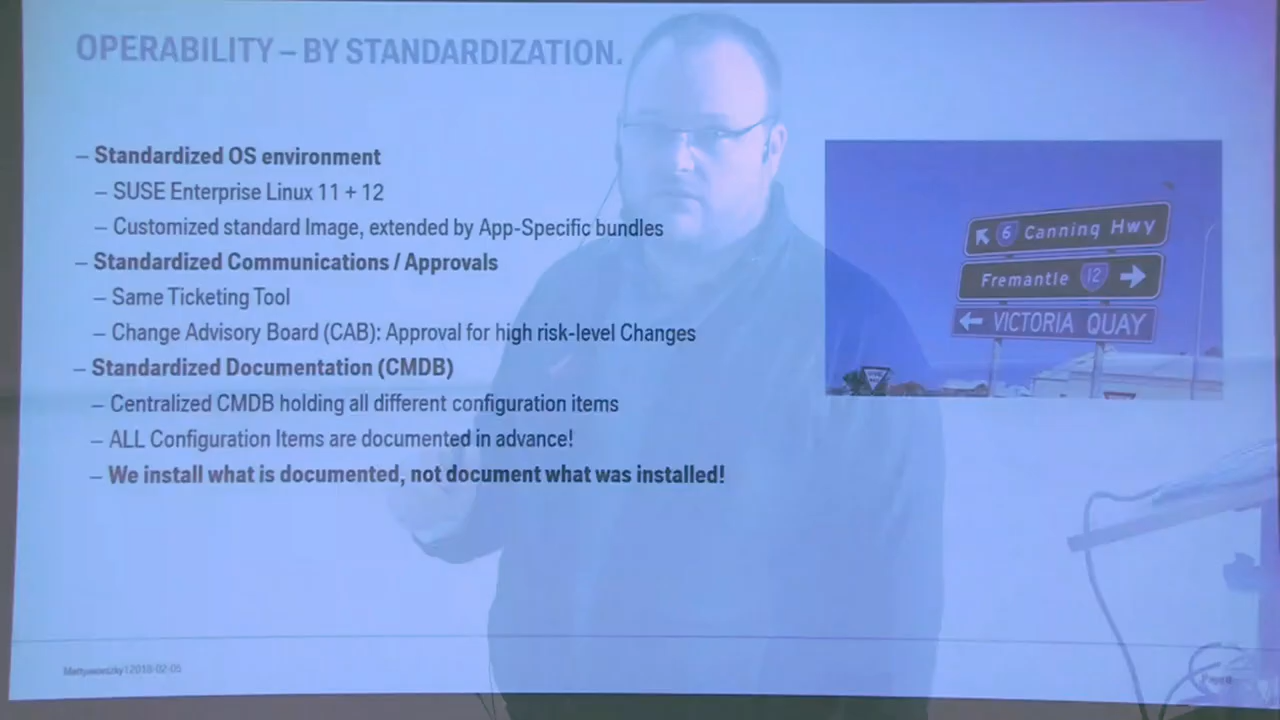 OPERABILITY – BY STANDARDIZATION.
– Standardized OS environment
– SUSE Enterprise Linux 11 + 12
– Customized standard Image, extended by App-Specific bundles
– Standardized Communications / Approvals
– Same Ticketing Tool
– Change Advisory Board (CAB): Approval for high risk-level Changes
– Standardized Documentation (CMDB)
– Centralized CMDB holding all different configuration items
– ALL Configuration Items are documented in advance!
– We install what is documented, not document what was installed!
6 Canning Hwy
Fremantle 12
VICTORIA QUAY
2018-02-05